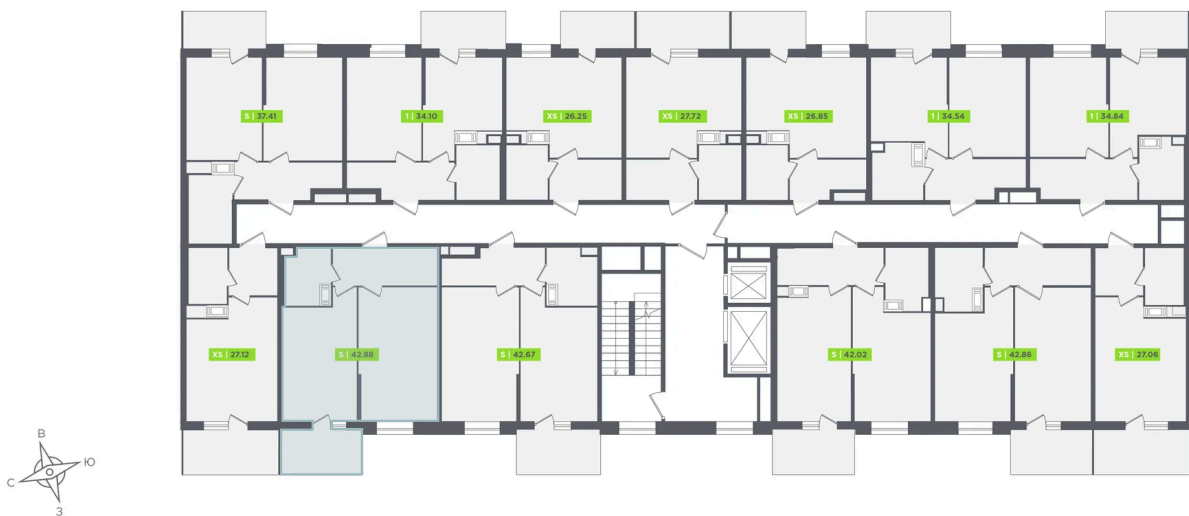 S | 37.41
1 | 34.10
XS | 26.25
XS | 27.72
XS | 26.85
1 | 34.54
1 | 34.84
XS | 27.12
S | 42.88
S | 42.67
S | 42.02
S | 42.86
XS | 27.06
В
Ю
С
З